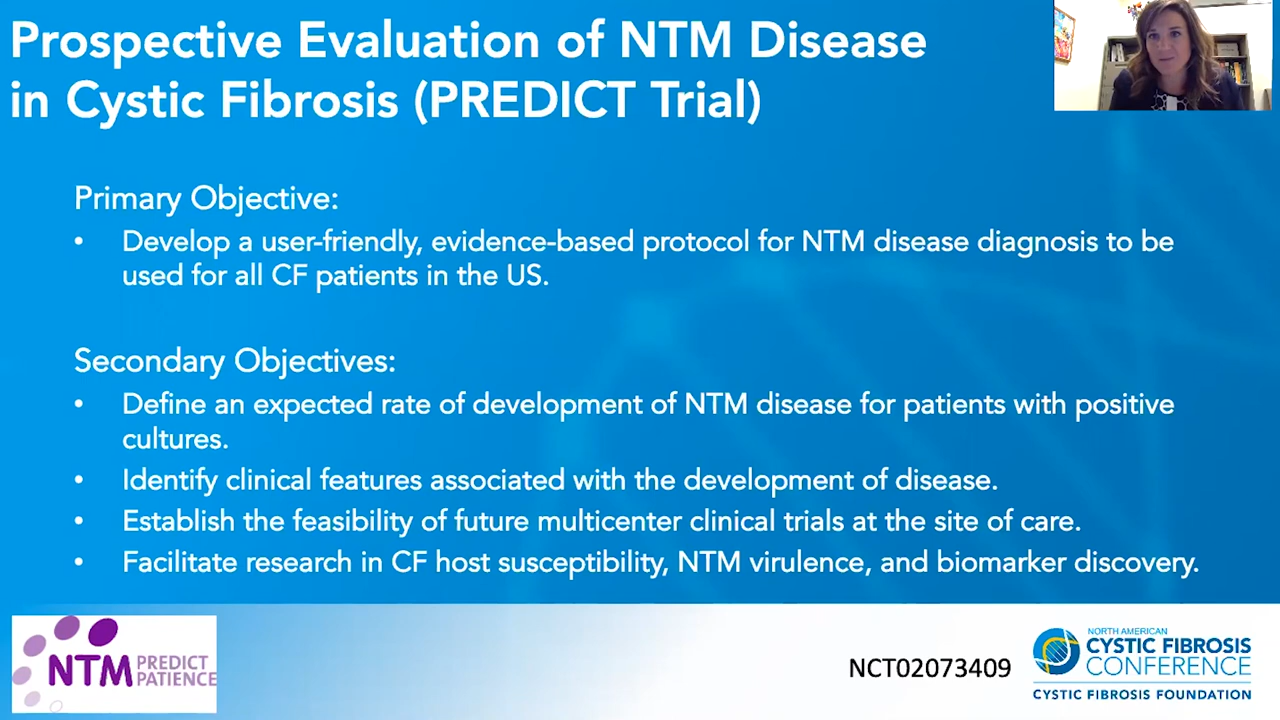 Prospective Evaluation of NTM Disease
in Cystic Fibrosis (PREDICT Trial)
Primary Objective:
• Develop a user-friendly, evidence-based protocol for NTM disease diagnosis to be
used for all CF patients in the US.
Secondary Objectives:
• Define an expected rate of development of NTM disease for patients with positive
cultures.
• Identify clinical features associated with the development of disease.
• Establish the feasibility of future multicenter clinical trials at the site of care.
• Facilitate research in CF host susceptibility, NTM virulence, and biomarker discovery.
NTM PREDICT
PATIENCE
NCT02073409
NORTH AMERICAN
CYSTIC FIBROSIS
CONFERENCE
CYSTIC FIBROSIS FOUNDATION